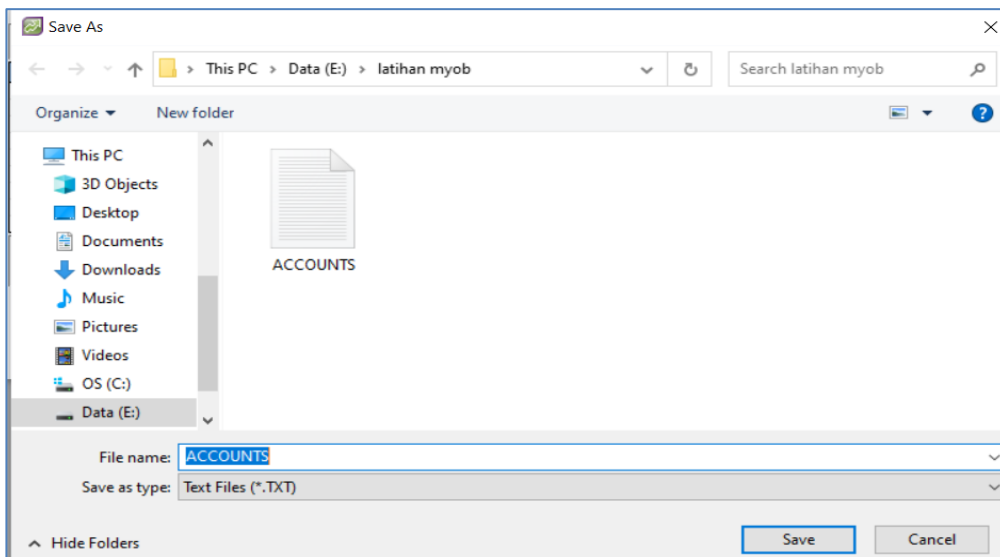 Save As
This PC > Data (E:) > latihan myob
Search latihan myob
Organize
New folder
This PC
3D Objects
Desktop
Documents
Downloads
Music
Pictures
Videos
OS (C:)
Data (E:)
ACCOUNTS
File name: ACCOUNTS
Save as type: Text Files (*.TXT)
Hide Folders
Save
Cancel